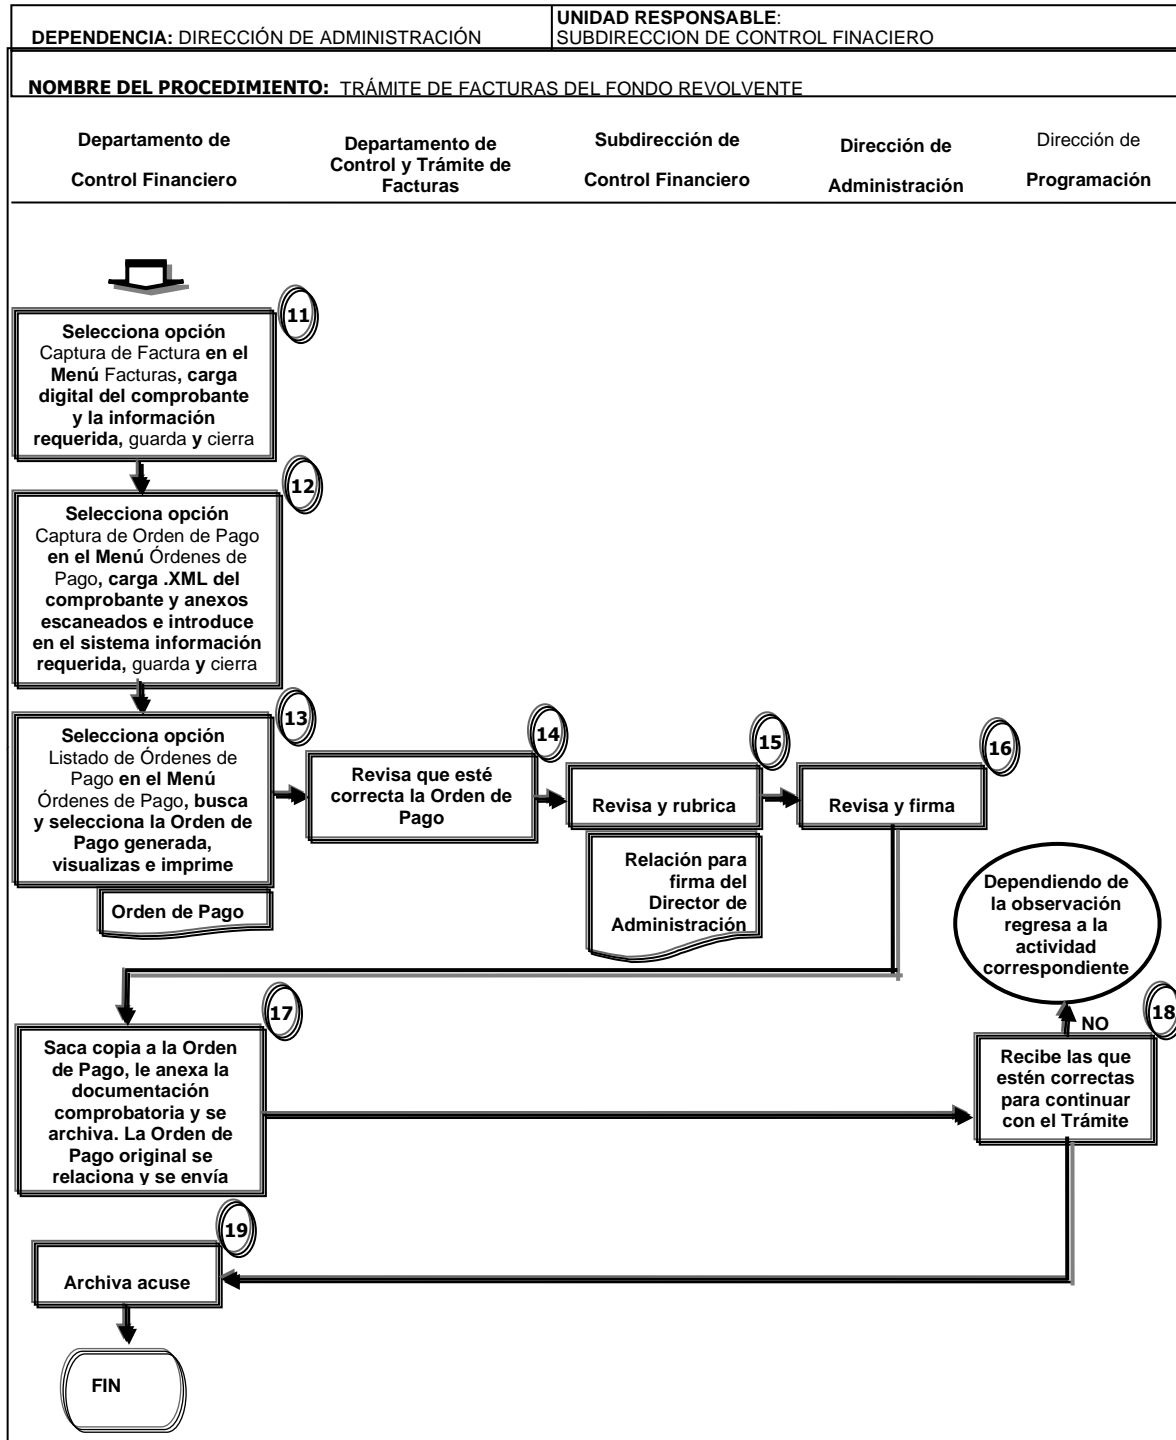 DEPENDENCIA: DIRECCIÓN DE ADMINISTRACIÓN
UNIDAD RESPONSABLE:
SUBDIRECCION DE CONTROL FINACIERO
NOMBRE DEL PROCEDIMIENTO: TRÁMITE DE FACTURAS DEL FONDO REVOLVENTE
Departamento de
Control Financiero
Departamento de
Control y Trámite de
Facturas
Subdirección de
Control Financiero
Dirección de
Administración
Dirección de
Programación
11
Selecciona opción
Captura de Factura en el
Menú Facturas, carga
digital del comprobante
y la información
requerida, guarda y cierra
12
Selecciona opción
Captura de Orden de Pago
en el Menú Órdenes de
Pago, carga .XML del
comprobante y anexos
escaneados e introduce
en el sistema información
requerida, guarda y cierra
13
Selecciona opción
Listado de Órdenes de
Pago en el Menú
Órdenes de Pago, busca
y selecciona la Orden de
Pago generada,
visualizas e imprime
Orden de Pago
14
Revisa que esté
correcta la Orden de
Pago
15
Revisa y rubrica
Relación para
firma del
Director de
Administración
16
Revisa y firma
Dependiendo de
la observación
regresa a la
actividad
correspondiente
17
Saca copia a la Orden
de Pago, le anexa la
documentación
comprobatoria y se
archiva. La Orden de
Pago original se
relaciona y se envía
NO
18
Recibe las que
estén correctas
para continuar
con el Trámite
19
Archiva acuse
FIN